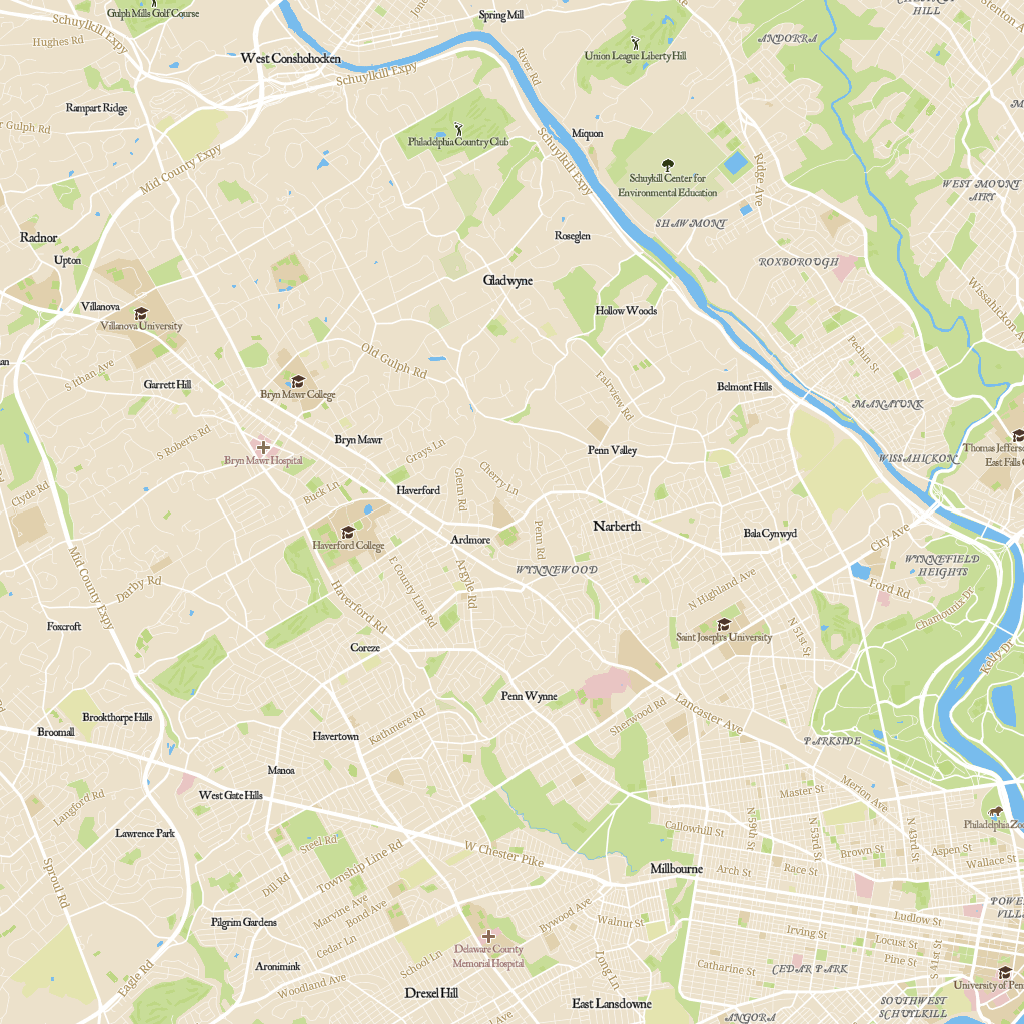 Gulph Mills Golf Course
Schuylkill Expy
Hughes Rd
Spring Mill
West Conshohocken
Schuylkill Expy
River Rd
Union League Liberty Hill
ANDORRA
HILL
Rampart Ridge
Gulph Rd
Mid County Expy
Philadelphia Country Club
Miquon
Schuylkill Expy
Schuylkill Center for
Environmental Education
Ridge Ave
WEST MOUNT
AIRY
SHAWMONT
Radnor
Upton
Roseglen
ROXBOROUGH
Gladwyne
Villanova
Villanova University
Hollow Woods
Wissahickon Av
Pechin St
Old Gulph Rd
S Ithan Ave
Garrett Hill
Bryn Mawr College
Fairview Rd
Belmont Hills
MANAYUNK
S Roberts Rd
Bryn Mawr
Bryn Mawr Hospital
Grays Ln
Penn Valley
WISSAHICKON
Thomas Jefferso
East Falls C
Clyde Rd
Buck Ln
Haverford
Glenn Rd
Cherry Ln
Narberth
Penn Rd
Bala Cynwyd
City Ave
Haverford College
Ardmore
WYNNEWOOD
WYNNEFIELD
HEIGHTS
Mid County Expy
Darby Rd
Haverford Rd
E County Line Rd
Argyle Rd
N Highland Ave
Ford Rd
Chamounix Dr
Foxcroft
Coreze
Saint Joseph's University
N 51st St
Kelly Dr
Penn Wynne
Brookthorpe Hills
Broomall
Havertown
Kathmere Rd
Sherwood Rd
Lancaster Ave
PARKSIDE
Manoa
West Gate Hills
Langford Rd
Master St
Merion Ave
Philadelphia Zoo
Lawrence Park
Steel Rd
Township Line Rd
W Chester Pike
Callowhill St
N 59th St
N 53rd St
N 43rd St
Brown St
Aspen St
Wallace St
Sproul Rd
Dill Rd
Millbourne
Arch St
Race St
Marvine Ave
Bond Ave
Pilgrim Gardens
Cedar Ln
Bywood Ave
Walnut St
Ludlow St
Irving St
Locust St
Pine St
S 41st St
Delaware County
Memorial Hospital
School Ln
Aronimink
Woodland Ave
Long Ln
Catharine St
CEDAR PARK
University of Penn
Eagle Rd
Drexel Hill
East Lansdowne
ANGORA
SOUTHWEST
SCHUYLKILL